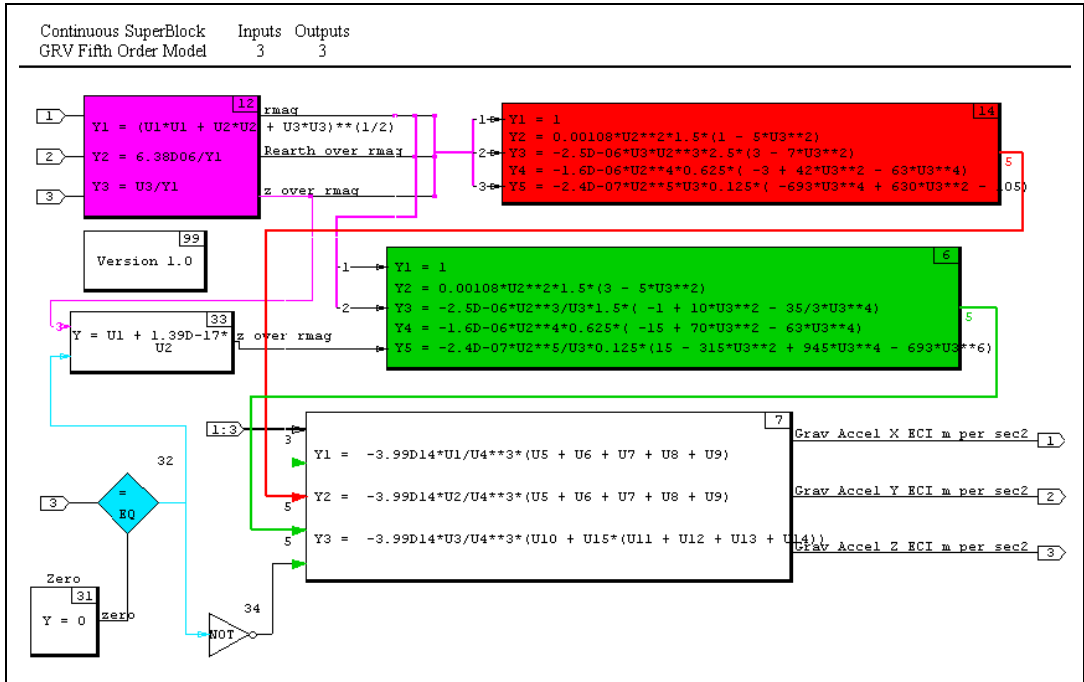 Continuous SuperBlock Inputs Outputs
GRV Fifth Order Model 3 3
12
1
rmag
Y1 = (U1*U1 + U2*U2 + U3*U3)**(1/2)
2
Y2 = 6.38D06/Y1
Rearth over rmag
3
Y3 = U3/Y1
z over rmag
14
1
Y1 = 1
Y2 = 0.00108*U2**2*1.5*(1 - 5*U3**2)
2
Y3 = -2.5D-06*U3*U2**3*2.5*(3 - 7*U3**2)
Y4 = -1.6D-06*U2**4*0.625*( -3 + 42*U3**2 - 63*U3**4)
3
Y5 = -2.4D-07*U2**5*U3*0.125*( -693*U3**4 + 630*U3**2 - 105)
5
99
Version 1.0
6
1
Y1 = 1
Y2 = 0.00108*U2**2*1.5*(3 - 5*U3**2)
2
Y3 = -2.5D-06*U2**3/U3*1.5*( -1 + 10*U3**2 - 35/3*U3**4)
Y4 = -1.6D-06*U2**4*0.625*( -15 + 70*U3**2 - 63*U3**4)
Y5 = -2.4D-07*U2**5/U3*0.125*(15 - 315*U3**2 + 945*U3**4 - 693*U3**6)
5
33
3
Y = U1 + 1.39D-17*
U2
z over rmag
7
1:3
3
Y1 = -3.99D14*U1/U4**3*(U5 + U6 + U7 + U8 + U9)
Grav Accel X ECI m per sec2
1
Y2 = -3.99D14*U2/U4**3*(U5 + U6 + U7 + U8 + U9)
5
Grav Accel Y ECI m per sec2
2
Y3 = -3.99D14*U3/U4**3*(U10 + U15*(U11 + U12 + U13 + U14))
5
Grav Accel Z ECI m per sec2
3
32
3
=
EQ
Zero
31
Y = 0
zero
34
NOT